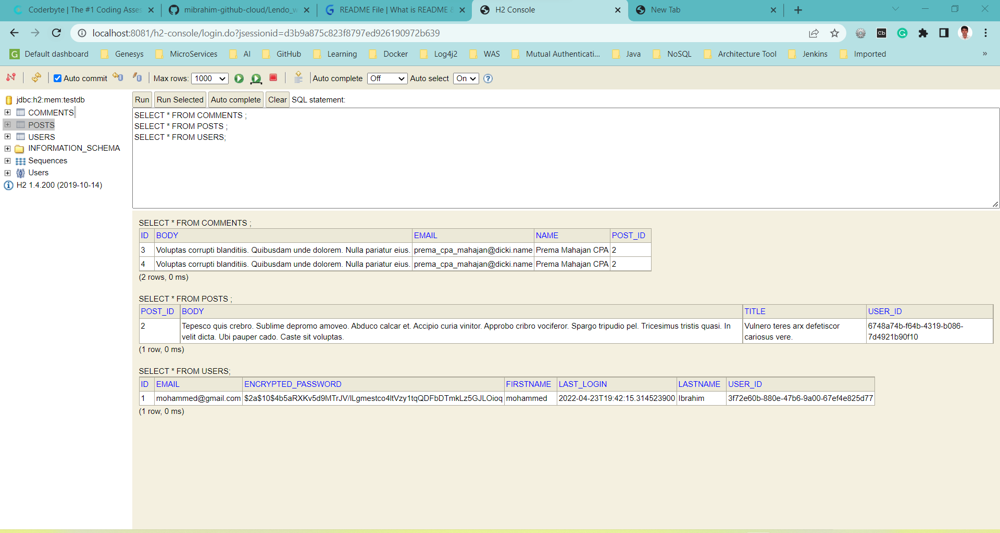 Coderbyte | The #1 Coding Asses
mibrahim-github-cloud/Lendo_w
README File | What is README &
H2 Console
New Tab
localhost:8081/h2-console/login.do?jsessionid=d3b9a875c823f8797ed926190972b639
Default dashboard Genesys MicroServices AI GitHub Learning Docker Log4j2 WAS Mutual Authenticati... Java NoSQL Architecture Tool Jenkins Imported »
Auto commit Max rows: 1000 Auto complete Off Auto select On
jdbc:h2:mem:testdb
COMMENTS
POSTS
USERS
INFORMATION_SCHEMA
Sequences
Users
H2 1.4.200 (2019-10-14)
Run Run Selected Auto complete Clear SQL statement:
SELECT * FROM COMMENTS ;
SELECT * FROM POSTS ;
SELECT * FROM USERS;
SELECT * FROM COMMENTS ;
ID BODY EMAIL NAME POST_ID
3 Voluptas corrupti blanditiis. Quibusdam unde dolorem. Nulla pariatur eius. prema_cpa_mahajan@dicki.name Prema Mahajan CPA 2
4 Voluptas corrupti blanditiis. Quibusdam unde dolorem. Nulla pariatur eius. prema_cpa_mahajan@dicki.name Prema Mahajan CPA 2
(2 rows, 0 ms)
SELECT * FROM POSTS ;
POST_ID BODY TITLE USER_ID
2 Tepesco quis crebro. Sublime depromo amoveo. Abduco calcar et. Accipio curia vinitor. Approbo cribro vociferor. Spargo tripudio pel. Tricesimus tristis quasi. In Vulnero teres arx defetiscor 6748a74b-f64b-4319-b086-
velit dicta. Ubi pauper cado. Caste sit voluptas. cariosus vere. 7d4921b90f10
(1 row, 0 ms)
SELECT * FROM USERS;
ID EMAIL ENCRYPTED_PASSWORD FIRSTNAME LAST_LOGIN LASTNAME USER_ID
1 mohammed@gmail.com $2a$10$4b5aRXKv5d9MTrJV/ILgmestco4ltVzy1tqQDFbDTmkLz5GJLOioq mohammed 2022-04-23T19:42:15.314523900 Ibrahim 3f72e60b-880e-47b6-9a00-67ef4e825d77
(1 row, 0 ms)